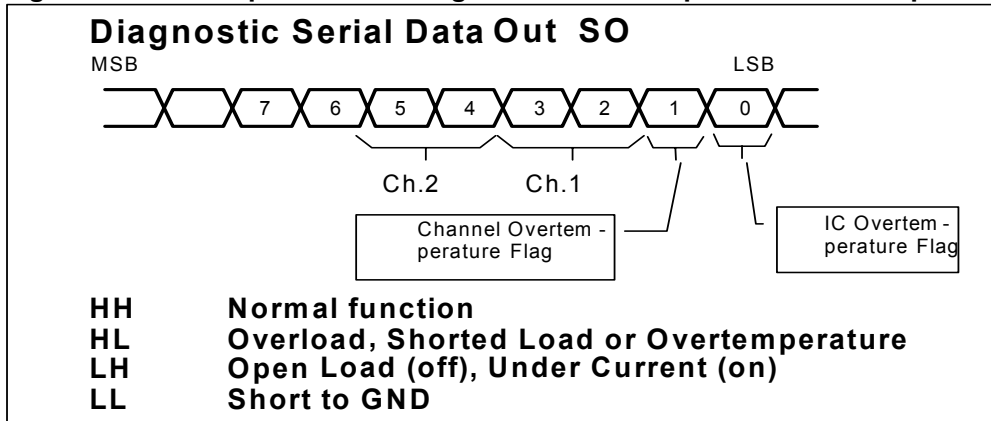 Diagnostic Serial Data Out SO
MSB LSB
7 6 5 4 3 2 1 0
Ch.2 Ch.1
Channel Overtem -
perature Flag
IC Overtem -
perature Flag
HH Normal function
HL Overload, Shorted Load or Overtemperature
LH Open Load (off), Under Current (on)
LL Short to GND